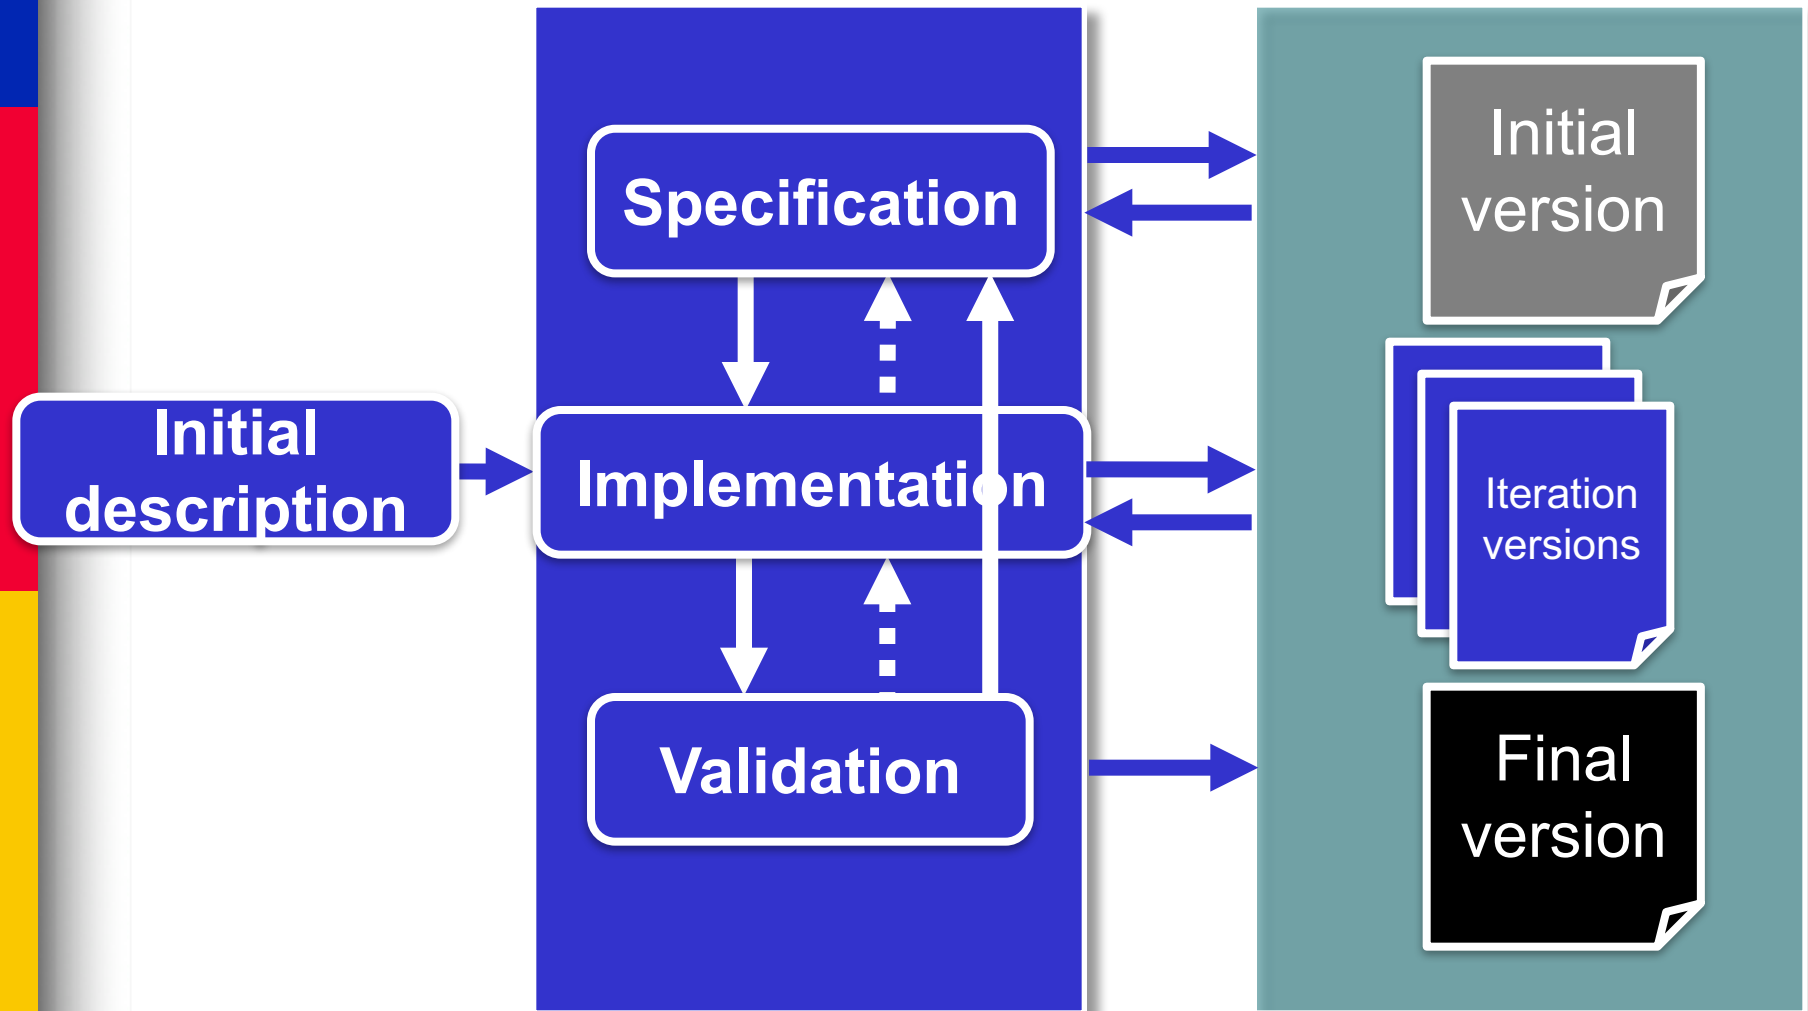 Specification
Initial
description
Implementation
Validation
Initial
version
Iteration
versions
Final
version